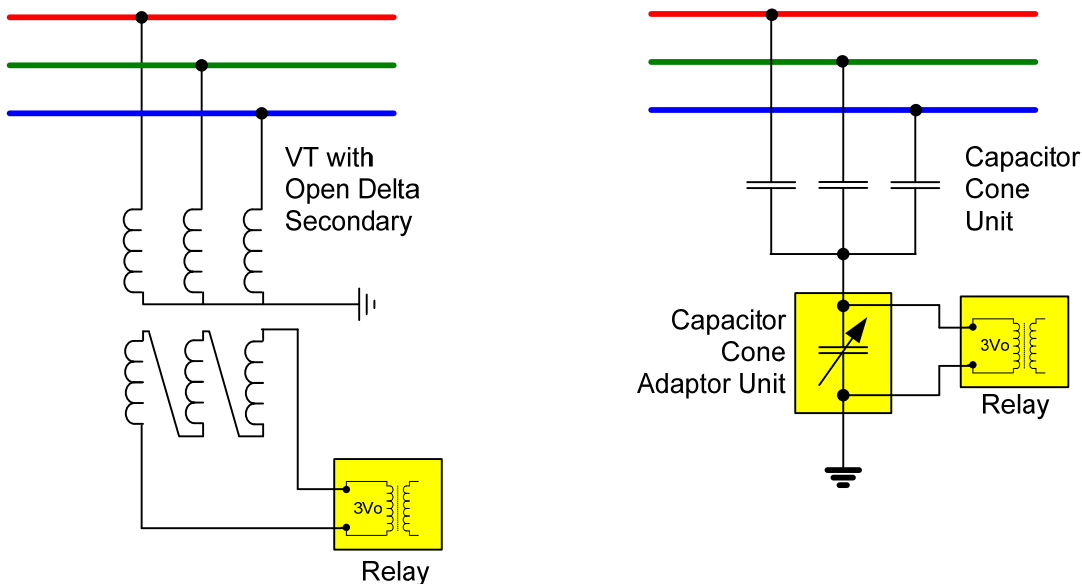 VT with
Open Delta
Secondary
3Vo
Relay
Capacitor
Cone
Unit
Capacitor
Cone
Adaptor Unit
3Vo
Relay